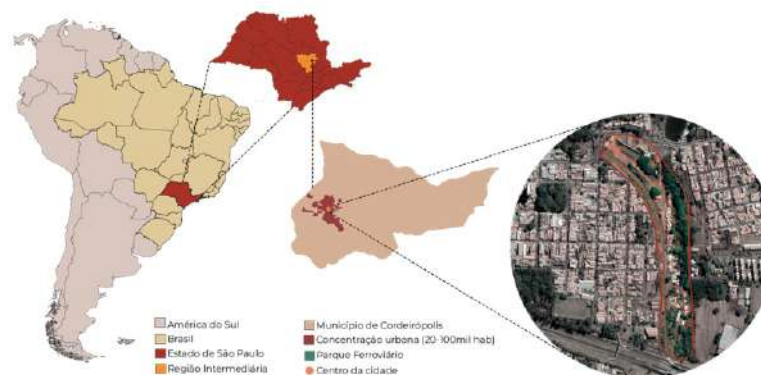 América do Sul
Brasil
Estado de São Paulo
Região Intermediária
Município de Cordeirópolis
Concentração urbana (20-100mil hab)
Parque Ferroviário
Centro da cidade